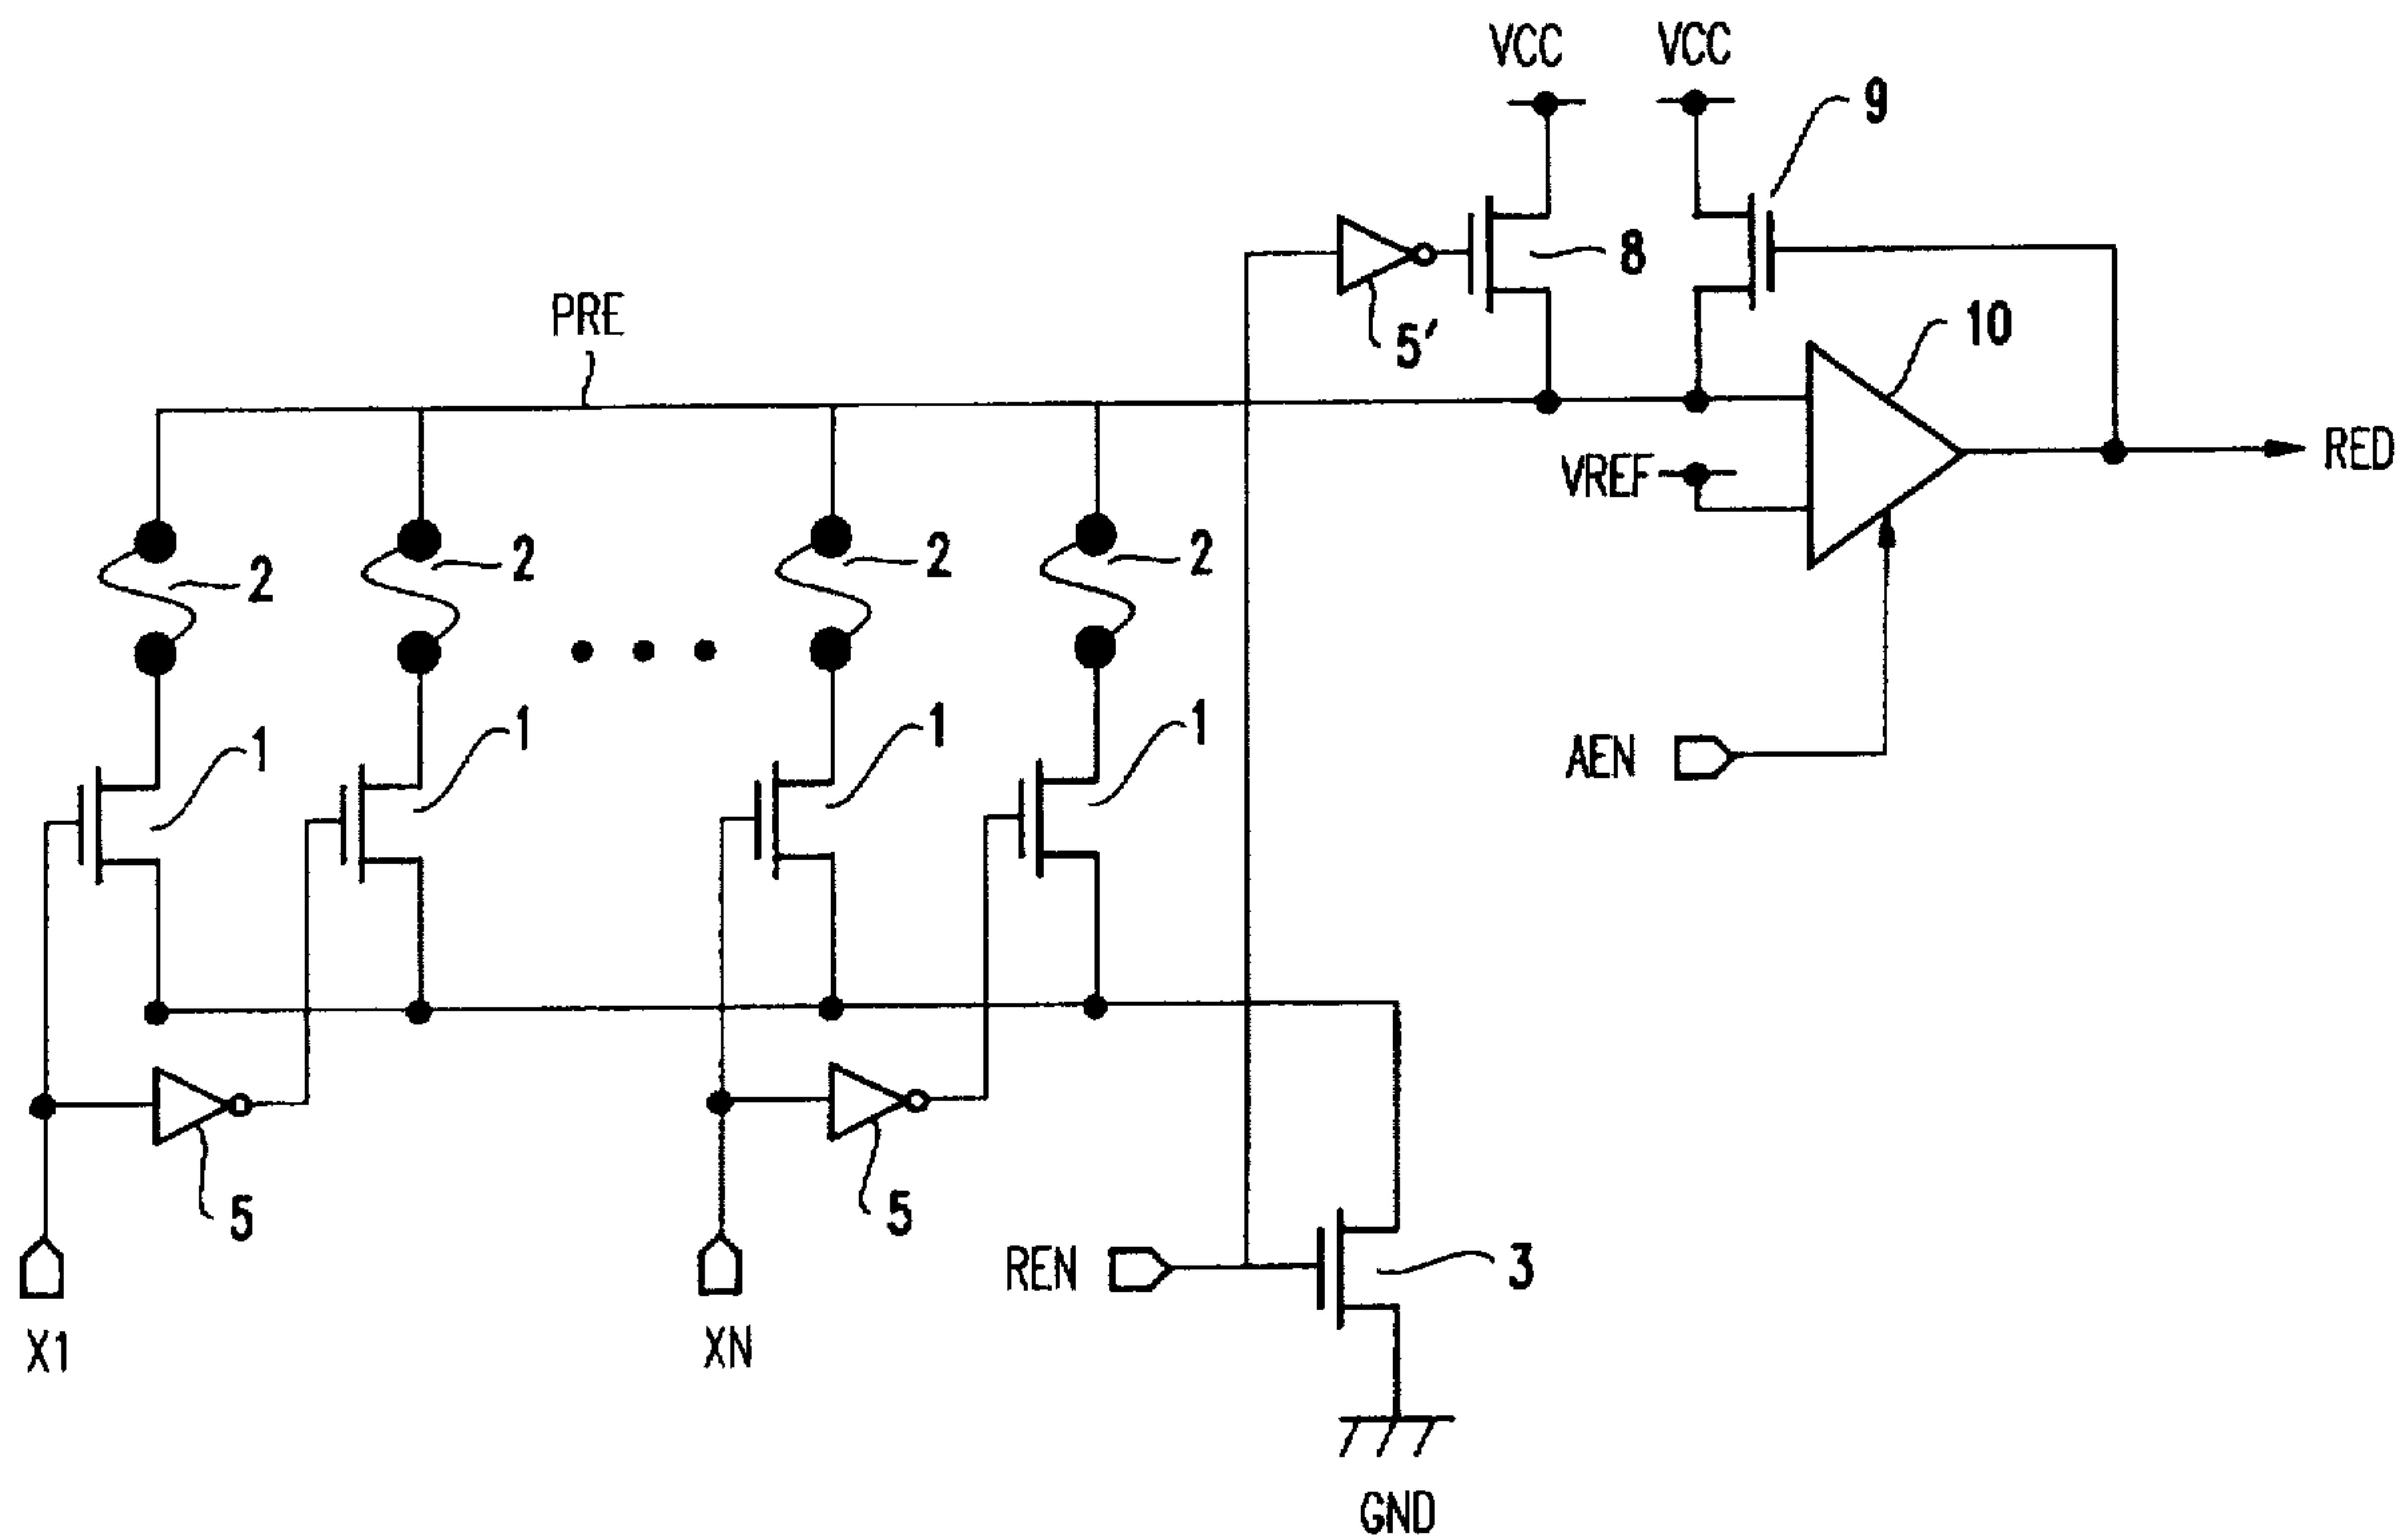 VCC VCC
9
8
5′
PRE
10
VREF
RED
2 2 2 2
1 1 1 1
AEN
5 5
REN
3
X1 XN
GND